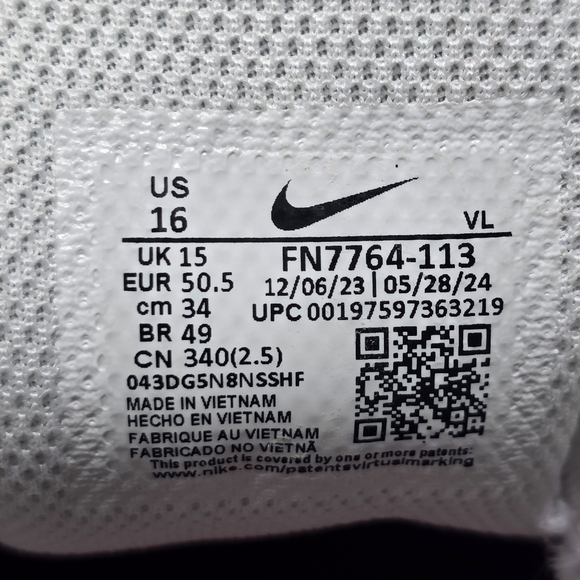 US
16
VL
UK 15
FN7764-113
EUR 50.5
12/06/23 | 05/28/24
cm 34
UPC 00197597363219
BR 49
CN 340(2.5)
043DG5N8NSSHF
MADE IN VIETNAM
HECHO EN VIETNAM
FABRIQUE AU VIETNAM
FABRICADO NO VIETNÃ
This product is covered by one or more patents:
www.nike.com/patentsvirtualmarking